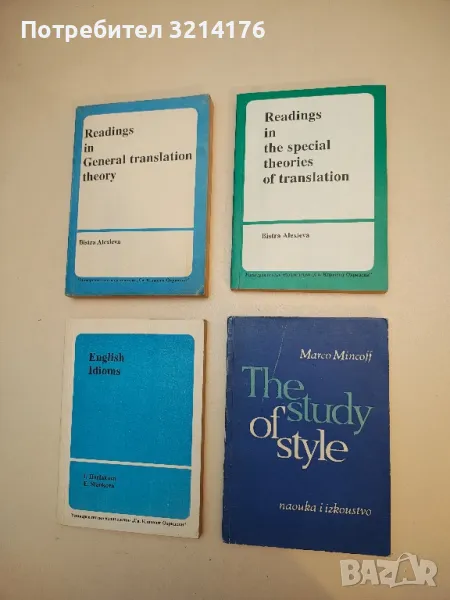 Потребител 3214176
Readings
in
General translation
theory
Bistra Alexieva
Readings
in
the special
theories
of translation
Bistra Alexieva
English
Idioms
Marco Mincoff
The
study
of
style
naouka i izkoustvo
БАЗАР